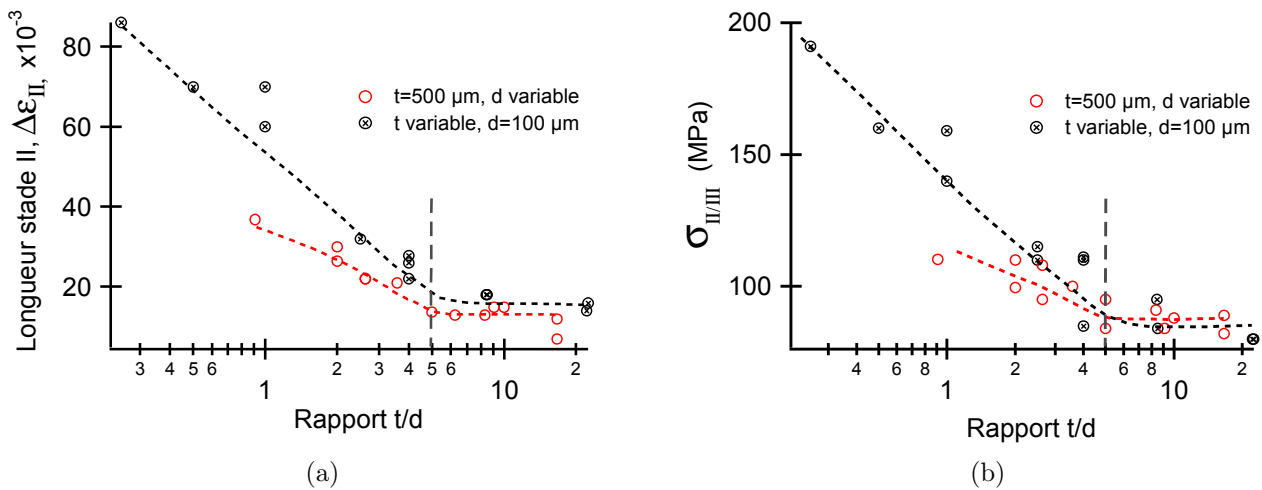 Longueur stade II, Δε_II, x10⁻³
80
60
40
20
t=500 µm, d variable
t variable, d=100 µm
3 4 5 6 1 2 3 4 5 6 10 2
Rapport t/d
(a)
σ_II/III (MPa)
200
150
100
t=500 µm, d variable
t variable, d=100 µm
4 6 8 1 2 4 6 8 10 2
Rapport t/d
(b)